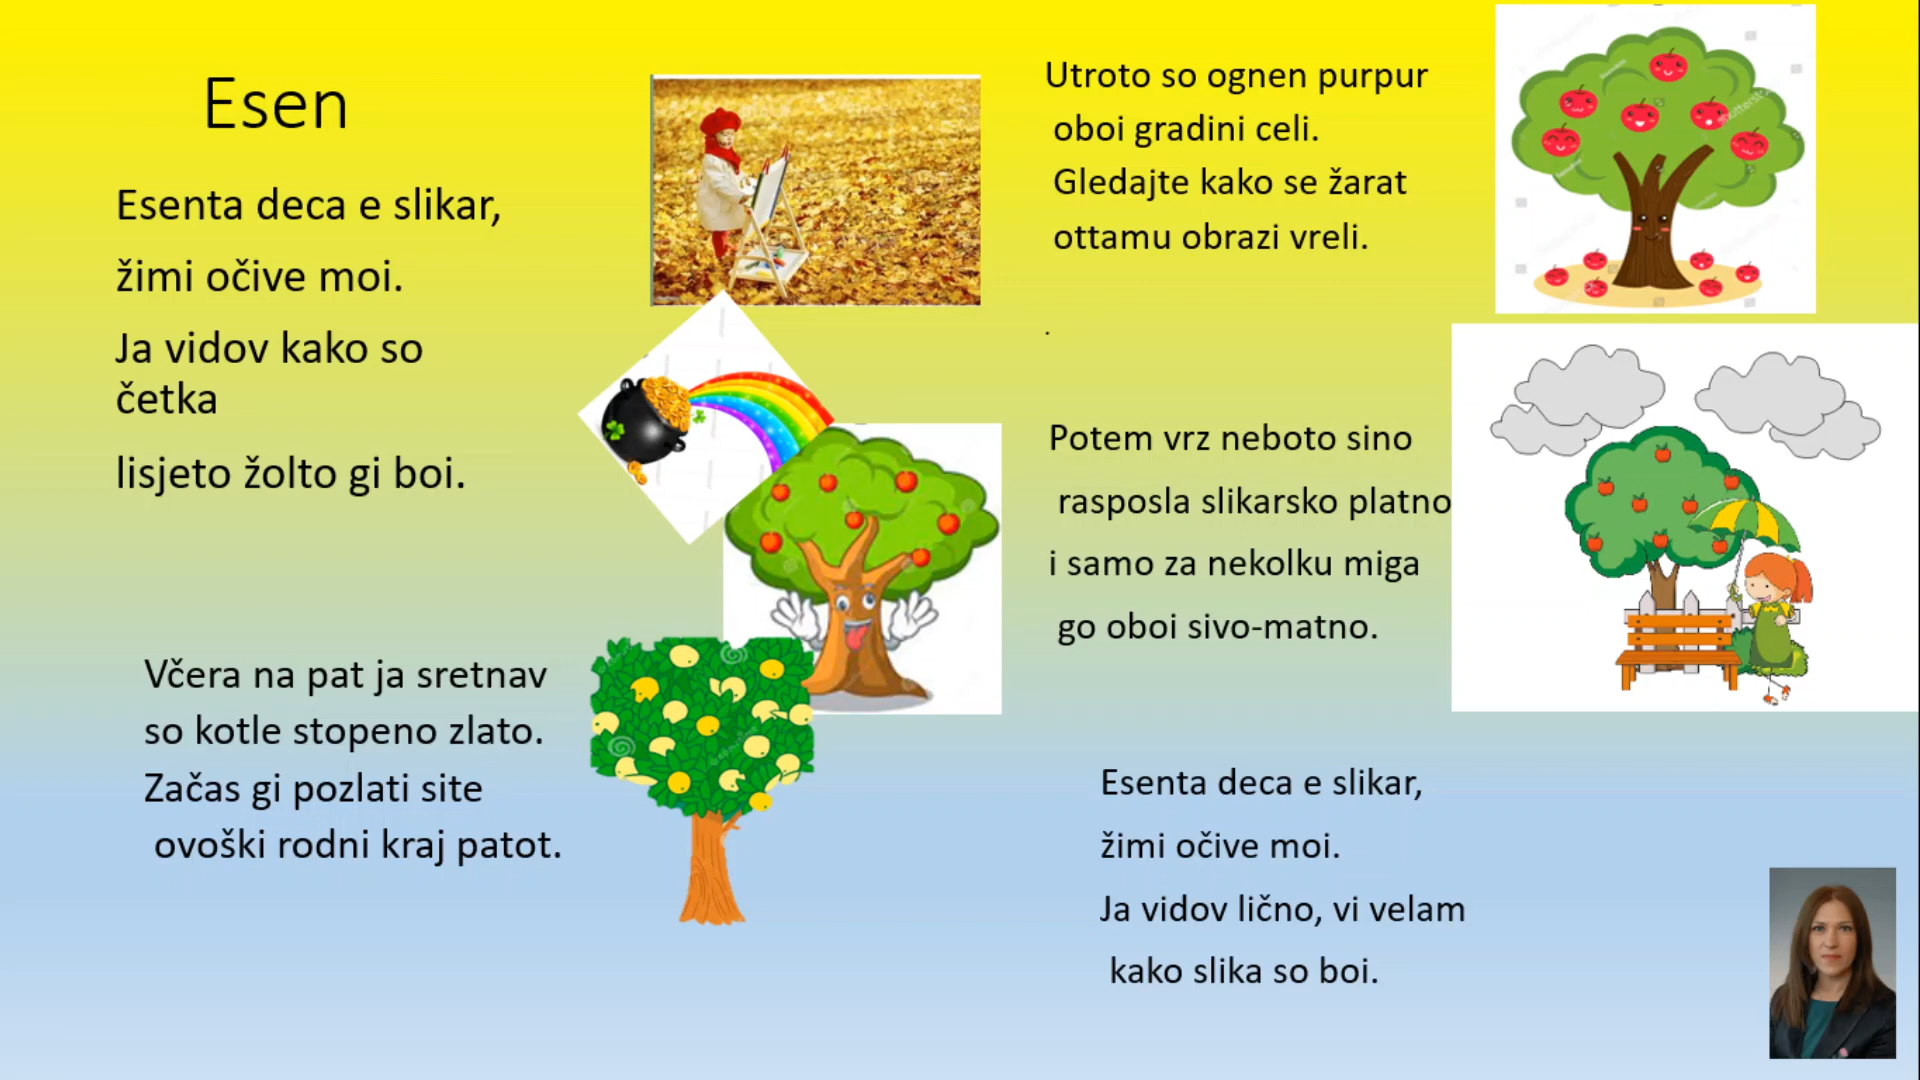 Esen
Esenta deca e slikar,
žimi očive moi.
Ja vidov kako so
četka
lisjeto žolto gi boi.
Včera na pat ja sretnav
so kotle stopeno zlato.
Začas gi pozlati site
ovoški rodni kraj patot.
Utroto so ognen purpur
oboi gradini celi.
Gledajte kako se žarat
ottamu obrazi vreli.
.
Potem vrz neboto sino
rasposla slikarsko platno
i samo za nekolku miga
go oboi sivo-matno.
Esenta deca e slikar,
žimi očive moi.
Ja vidov lično, vi velam
kako slika so boi.